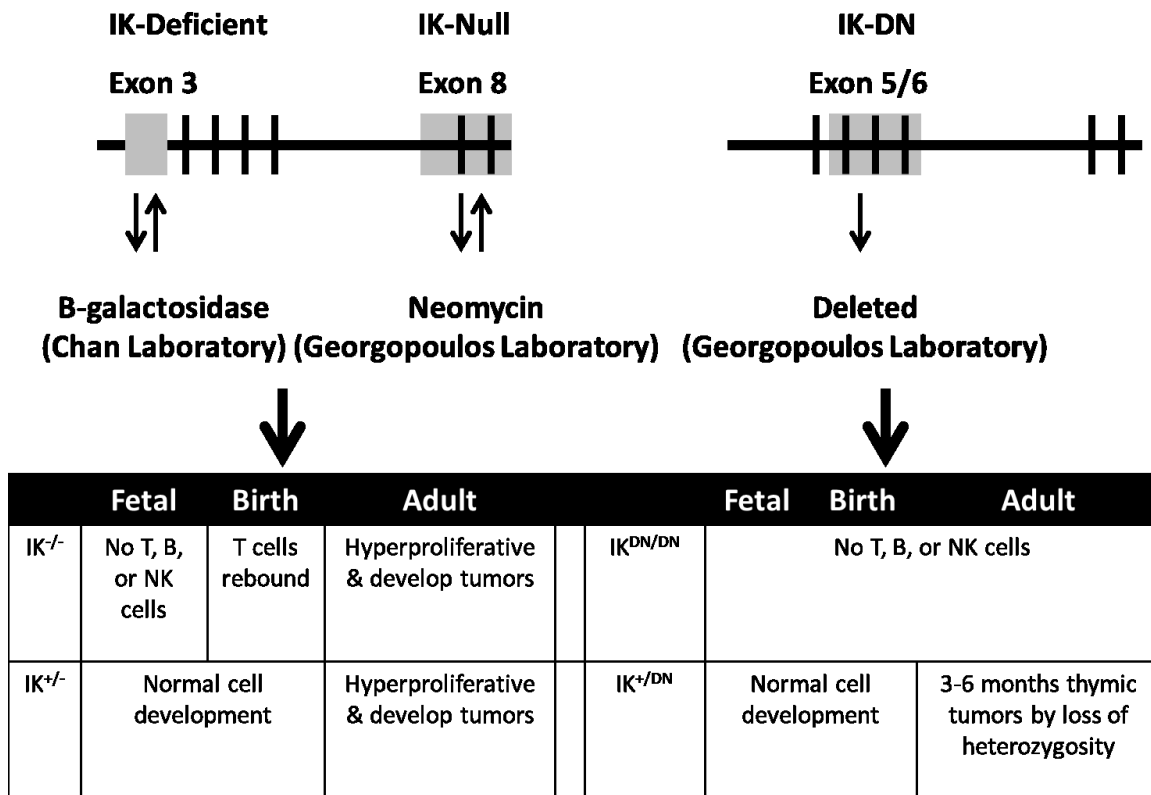 IK-Deficient IK-Null IK-DN
Exon 3 Exon 8 Exon 5/6
B-galactosidase Neomycin Deleted
(Chan Laboratory) (Georgopoulos Laboratory) (Georgopoulos Laboratory)
Fetal Birth Adult Fetal Birth Adult
IK-/- No T, B, T cells Hyperproliferative IKDN/DN No T, B, or NK cells
or NK rebound & develop tumors
cells
IK+/- Normal cell Hyperproliferative IK+/DN Normal cell 3-6 months thymic
development & develop tumors development tumors by loss of
heterozygosity